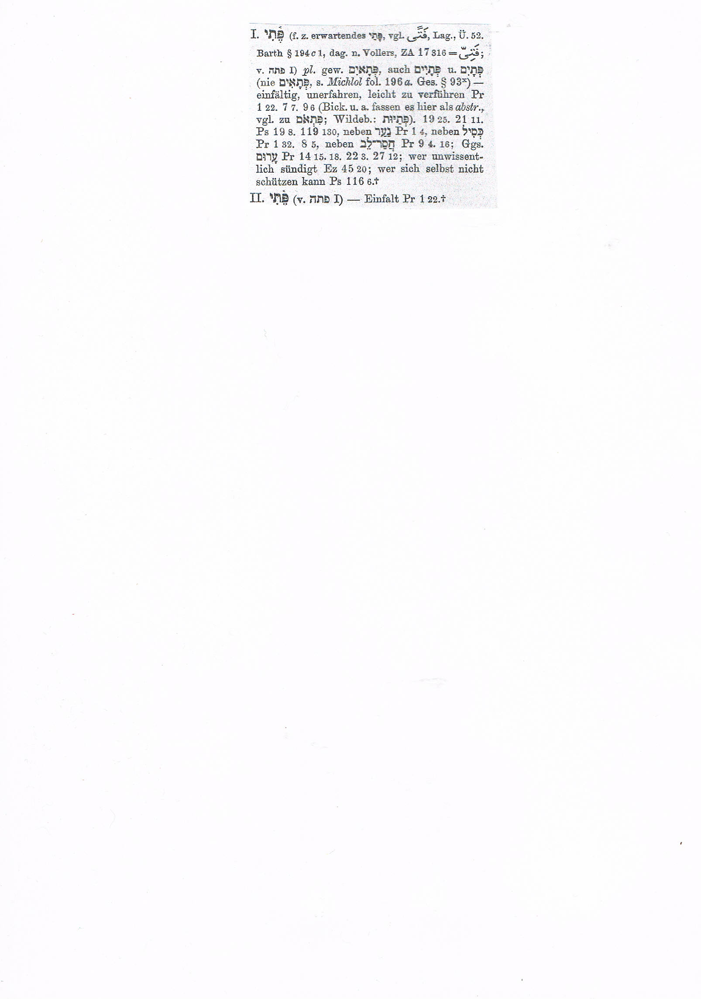 I. פֶּ֫תִי (f. z. erwartendes פָּתַי, vgl. فَتًى, Lag., Ü. 52.
Barth § 194 c 1, dag. n. Vollers, ZA 17 316 = فَتِىّ;
v. פתה I) pl. gew. פְּתָאיִם, auch פְּתָיִים u. פְּתָיִם
(nie פְּתָאִים, s. Michlol fol. 196 a. Ges. § 93x) —
einfältig, unerfahren, leicht zu verführen Pr
1 22. 7 7. 9 6 (Bick. u. a. fassen es hier als abstr.,
vgl. zu פִּתְאֹם; Wildeb.: פְּתַיּוּת). 19 25. 21 11.
Ps 19 8. 119 130, neben נַעַר Pr 1 4, neben כְּסִיל
Pr 1 32. 8 5, neben חֲסַר־לֵב Pr 9 4. 16; Ggs.
עָרוּם Pr 14 15. 18. 22 3. 27 12; wer unwissent-
lich sündigt Ez 45 20; wer sich selbst nicht
schützen kann Ps 116 6.†
II. פֶּ֫תִי (v. פתה I) — Einfalt Pr 1 22.†